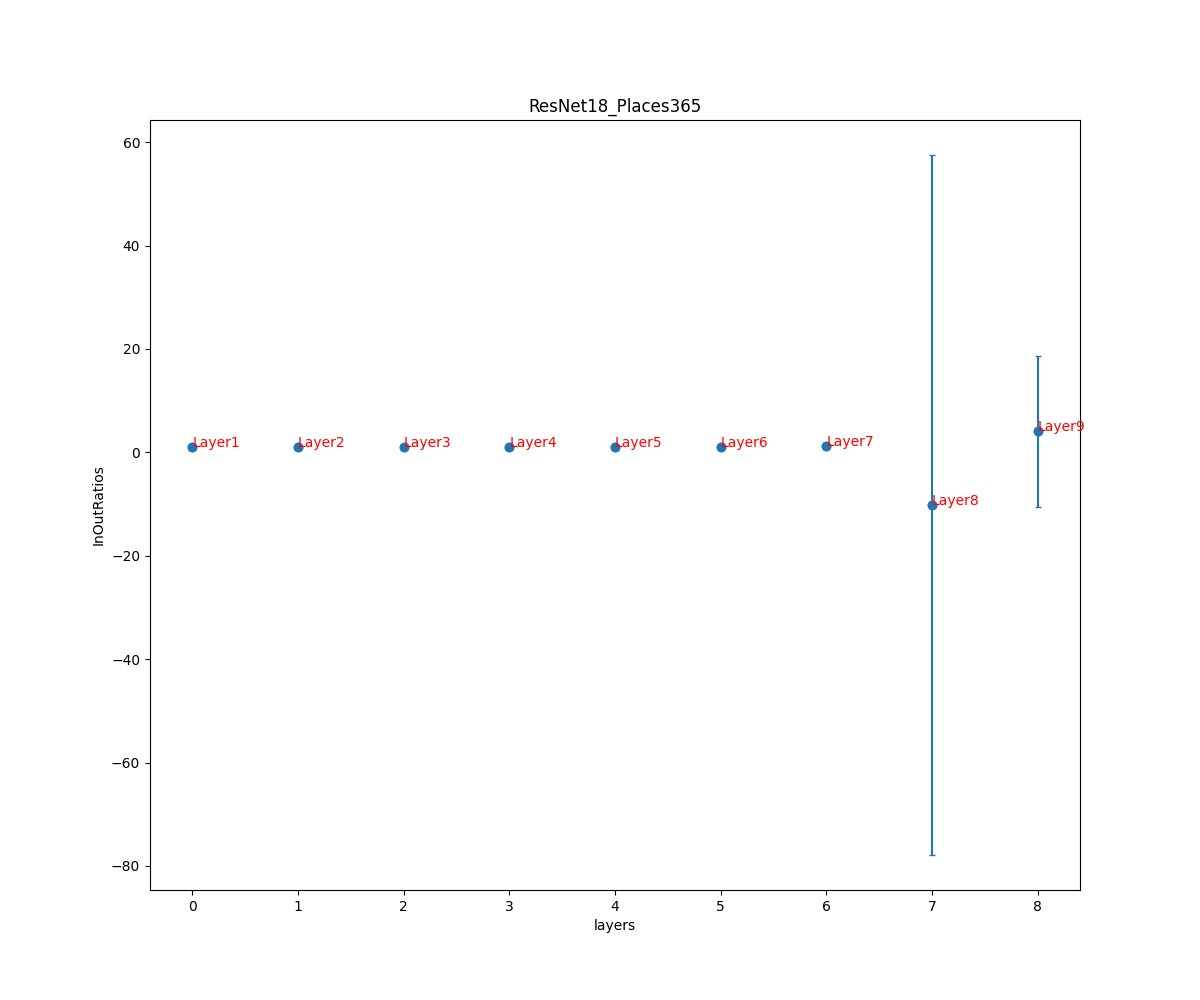 ResNet18_Places365
60
40
20
0
−20
−40
−60
−80
InOutRatios
Layer1
Layer2
Layer3
Layer4
Layer5
Layer6
Layer7
Layer8
Layer9
0 1 2 3 4 5 6 7 8
layers